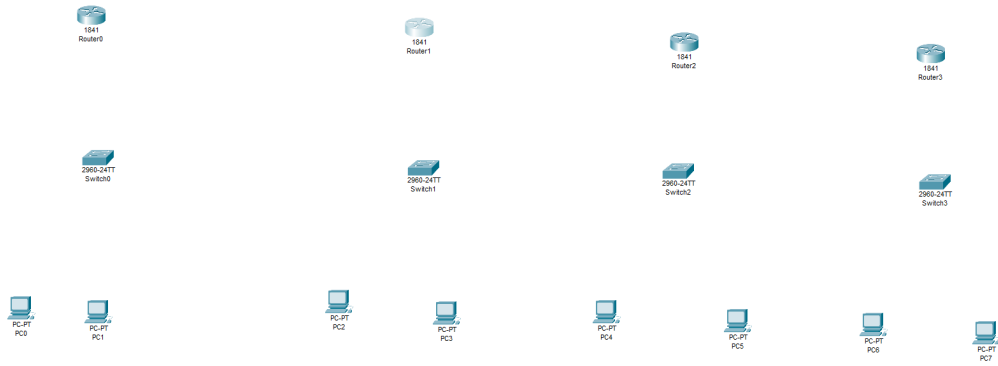 1841
Router0
1841
Router1
1841
Router2
1841
Router3
2960-24TT
Switch0
2960-24TT
Switch1
2960-24TT
Switch2
2960-24TT
Switch3
PC-PT
PC0
PC-PT
PC1
PC-PT
PC2
PC-PT
PC3
PC-PT
PC4
PC-PT
PC5
PC-PT
PC6
PC-PT
PC7